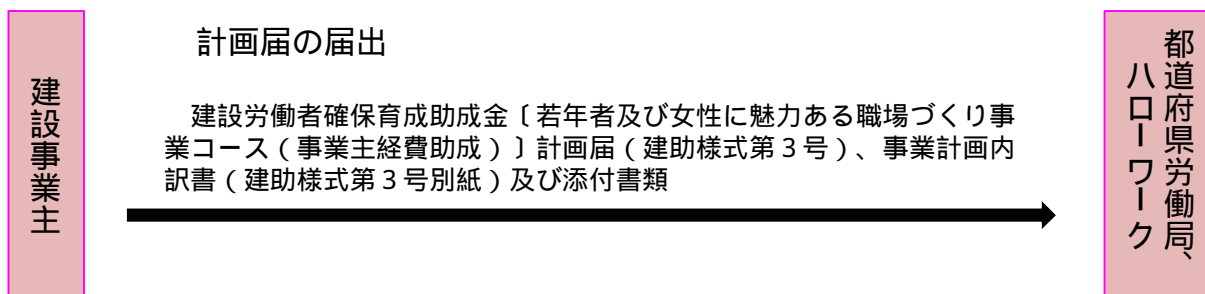 建設事業主
計画届の届出
建設労働者確保育成助成金〔若年者及び女性に魅力ある職場づくり事
業コース(事業主経費助成)〕計画届(建助様式第３号)、事業計画内
訳書(建助様式第３号別紙)及び添付書類
都道府県労働局、
ハローワーク